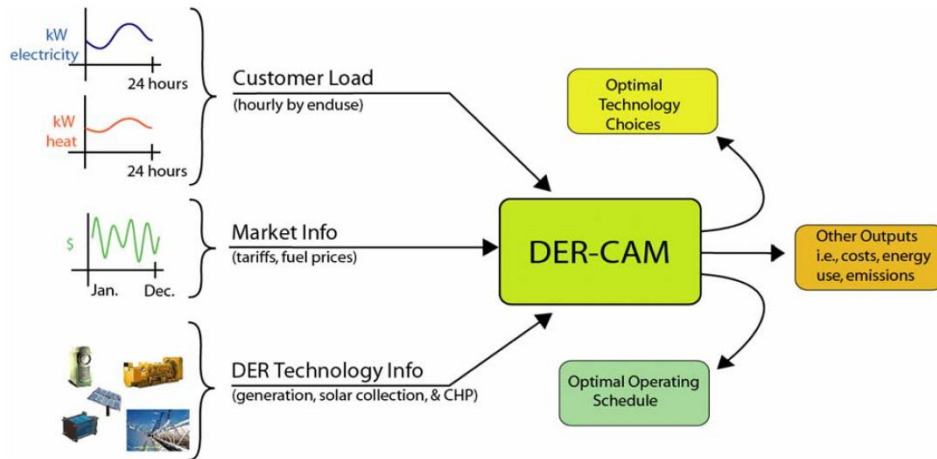 kW
electricity
24 hours
kW
heat
24 hours
Customer Load
(hourly by enduse)
$
Jan.
Dec.
Market Info
(tariffs, fuel prices)
DER Technology Info
(generation, solar collection, & CHP)
DER-CAM
Optimal
Technology
Choices
Other Outputs
i.e., costs, energy
use, emissions
Optimal Operating
Schedule